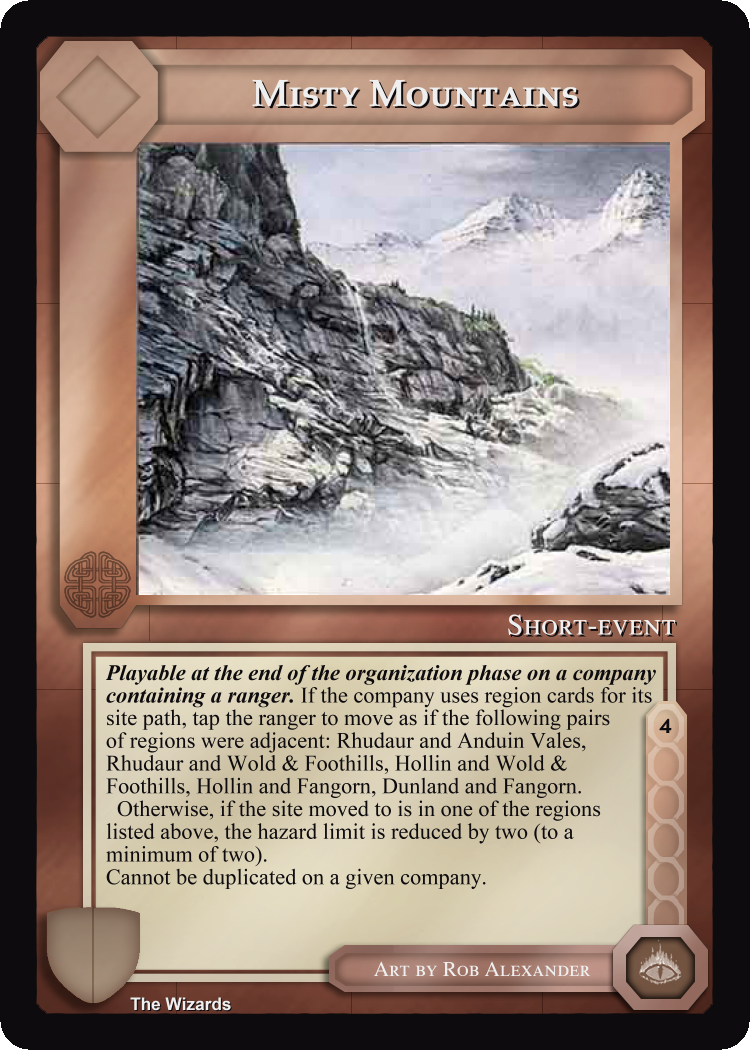 Misty Mountains
Short-event
Playable at the end of the organization phase on a company
containing a ranger. If the company uses region cards for its
site path, tap the ranger to move as if the following pairs
of regions were adjacent: Rhudaur and Anduin Vales,
Rhudaur and Wold & Foothills, Hollin and Wold &
Foothills, Hollin and Fangorn, Dunland and Fangorn.
Otherwise, if the site moved to is in one of the regions
listed above, the hazard limit is reduced by two (to a
minimum of two).
Cannot be duplicated on a given company.
4
Art by Rob Alexander
The Wizards